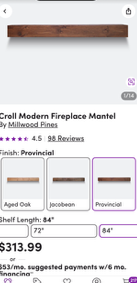 1/14
Croll Modern Fireplace Mantel
By Millwood Pines
4.5 98 Reviews
Finish: Provincial
Aged Oak Jacobean Provincial
Shelf Length: 84"
72" 84"
$313.99
or
$53/mo. suggested payments w/6 mo.
financing